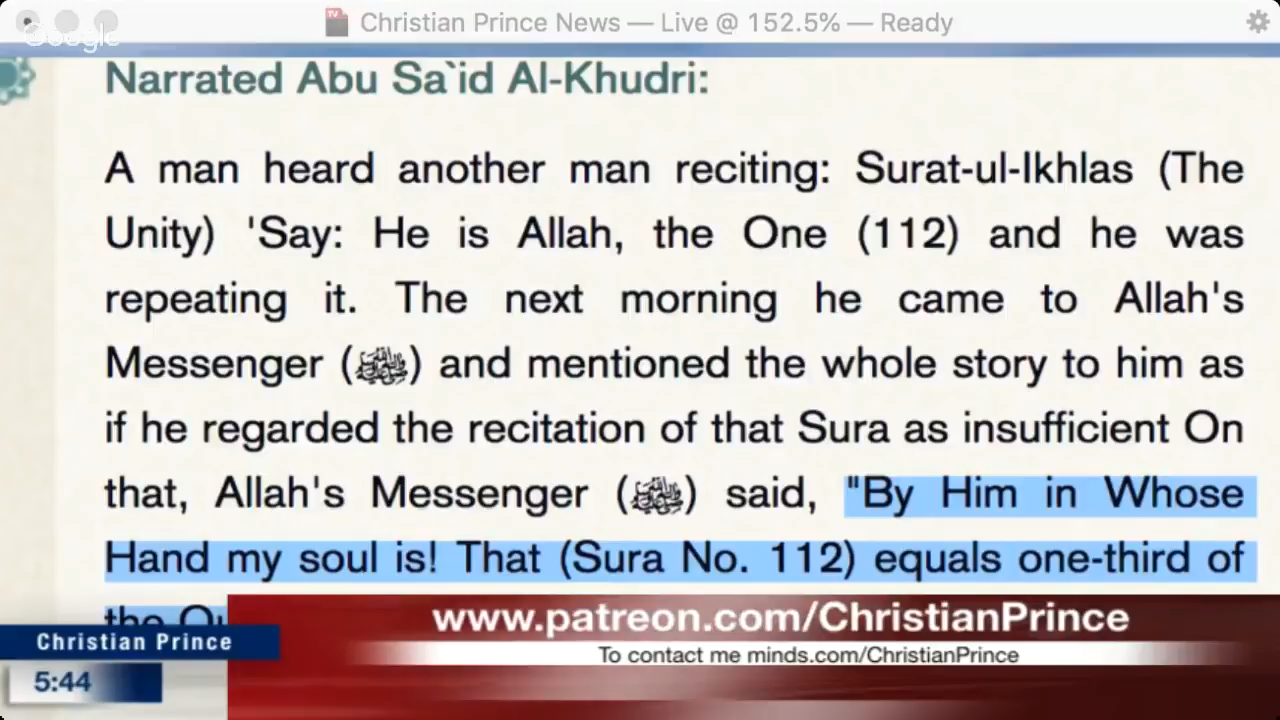 Christian Prince News — Live @ 152.5% — Ready
Google
Narrated Abu Sa`id Al-Khudri:
A man heard another man reciting: Surat-ul-Ikhlas (The
Unity) 'Say: He is Allah, the One (112) and he was
repeating it. The next morning he came to Allah's
Messenger (ﷺ) and mentioned the whole story to him as
if he regarded the recitation of that Sura as insufficient On
that, Allah's Messenger (ﷺ) said, "By Him in Whose
Hand my soul is! That (Sura No. 112) equals one-third of
the
www.patreon.com/ChristianPrince
Christian Prince
To contact me minds.com/ChristianPrince
5:44